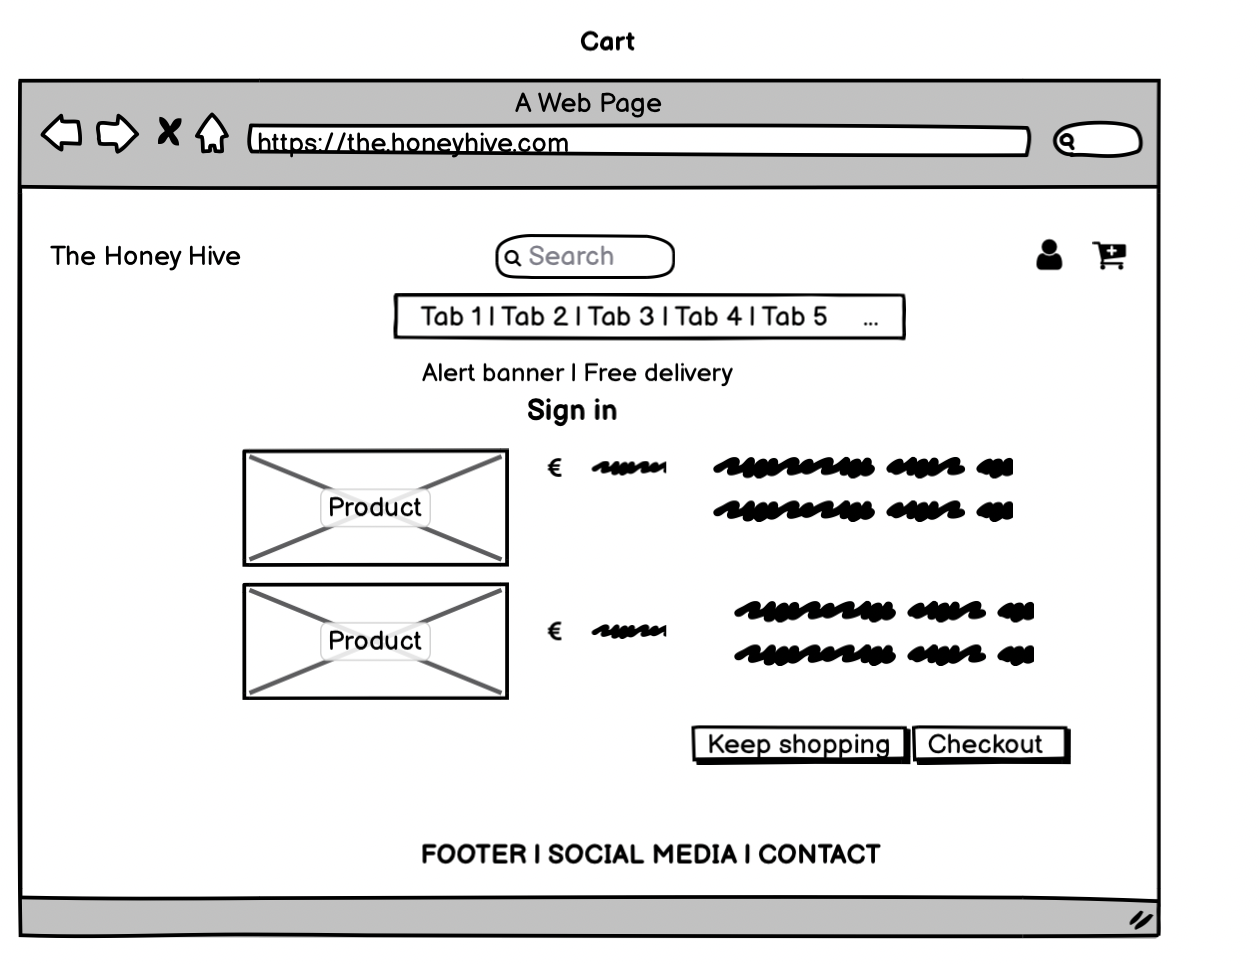 Cart
A Web Page
https://the.honeyhive.com
The Honey Hive
Search
Tab 1 | Tab 2 | Tab 3 | Tab 4 | Tab 5 ...
Alert banner | Free delivery
Sign in
Product
€
Product
€
Keep shopping
Checkout
FOOTER | SOCIAL MEDIA | CONTACT